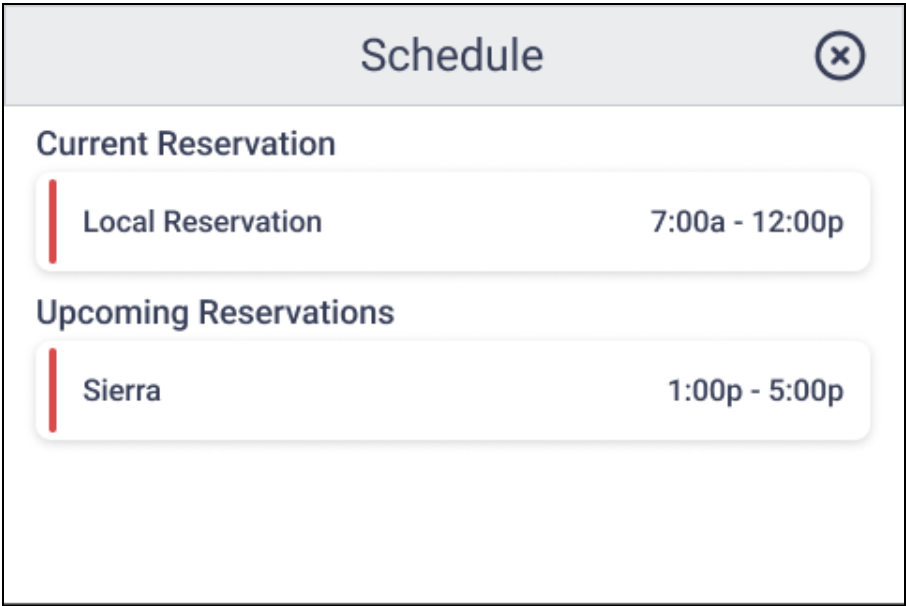 Schedule
Current Reservation
Local Reservation 7:00a - 12:00p
Upcoming Reservations
Sierra 1:00p - 5:00p